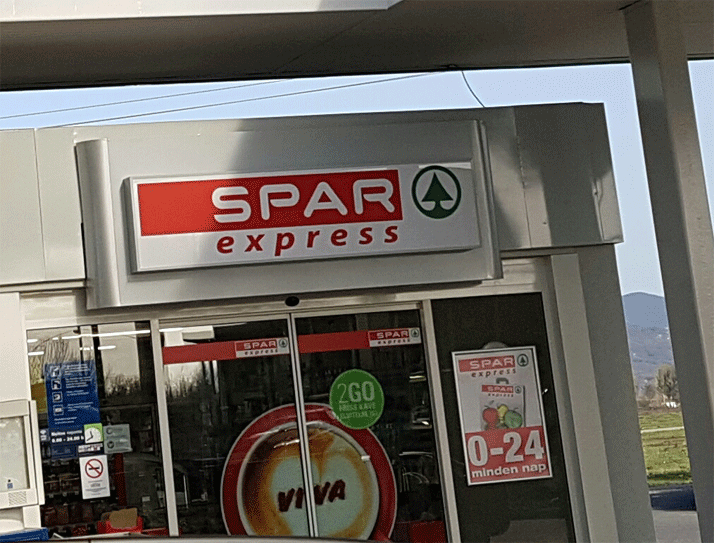 SPAR
express
SPAR
express
SPAR
express
2GO
VIVA
SPAR
express
SPAR
express
0-24
minden nap